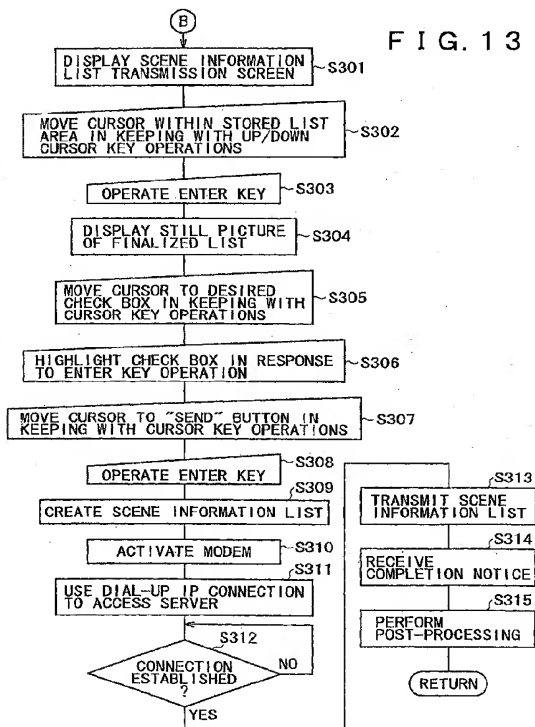 B
FIG. 13
DISPLAY SCENE INFORMATION
LIST TRANSMISSION SCREEN
S301
MOVE CURSOR WITHIN STORED LIST
AREA IN KEEPING WITH UP/DOWN
CURSOR KEY OPERATIONS
S302
OPERATE ENTER KEY
S303
DISPLAY STILL PICTURE
OF FINALIZED LIST
S304
MOVE CURSOR TO DESIRED
CHECK BOX IN KEEPING WITH
CURSOR KEY OPERATIONS
S305
HIGHLIGHT CHECK BOX IN RESPONSE
TO ENTER KEY OPERATION
S306
MOVE CURSOR TO "SEND" BUTTON IN
KEEPING WITH CURSOR KEY OPERATIONS
S307
OPERATE ENTER KEY
S308
S309
CREATE SCENE INFORMATION LIST
ACTIVATE MODEM
S310
S311
USE DIAL-UP IP CONNECTION
TO ACCESS SERVER
S312
CONNECTION
ESTABLISHED
?
NO
YES
S313
TRANSMIT SCENE
INFORMATION LIST
S314
RECEIVE
COMPLETION NOTICE
S315
PERFORM
POST-PROCESSING
RETURN